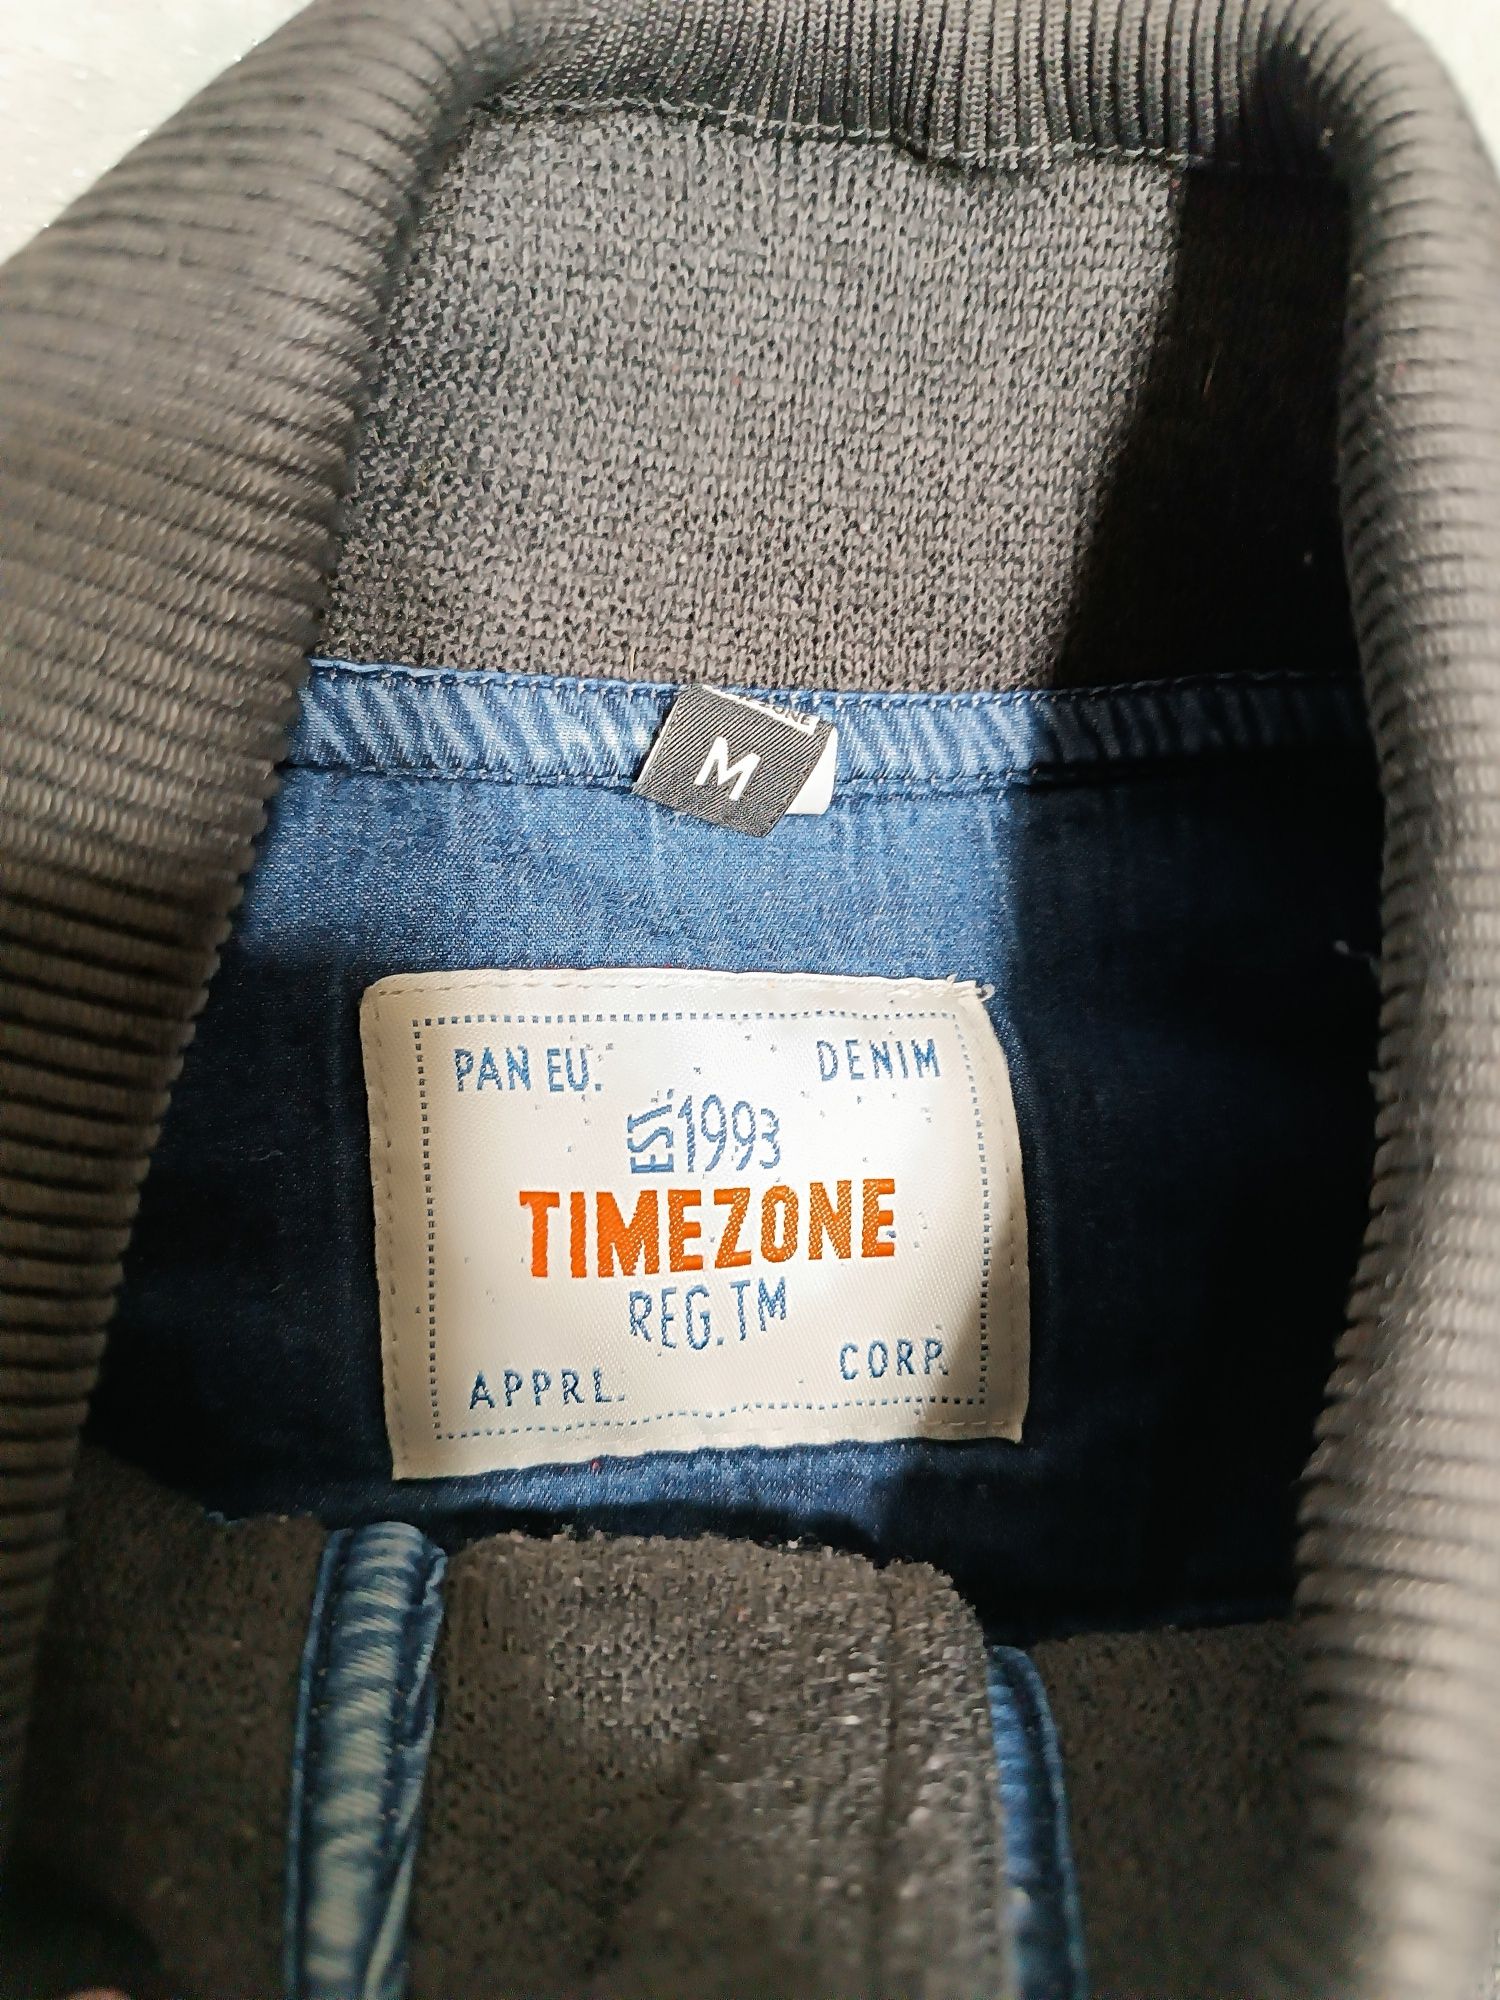 M
PAN EU. DENIM
EST. 1993
TIMEZONE
REG. TM
APPRL. CORP.